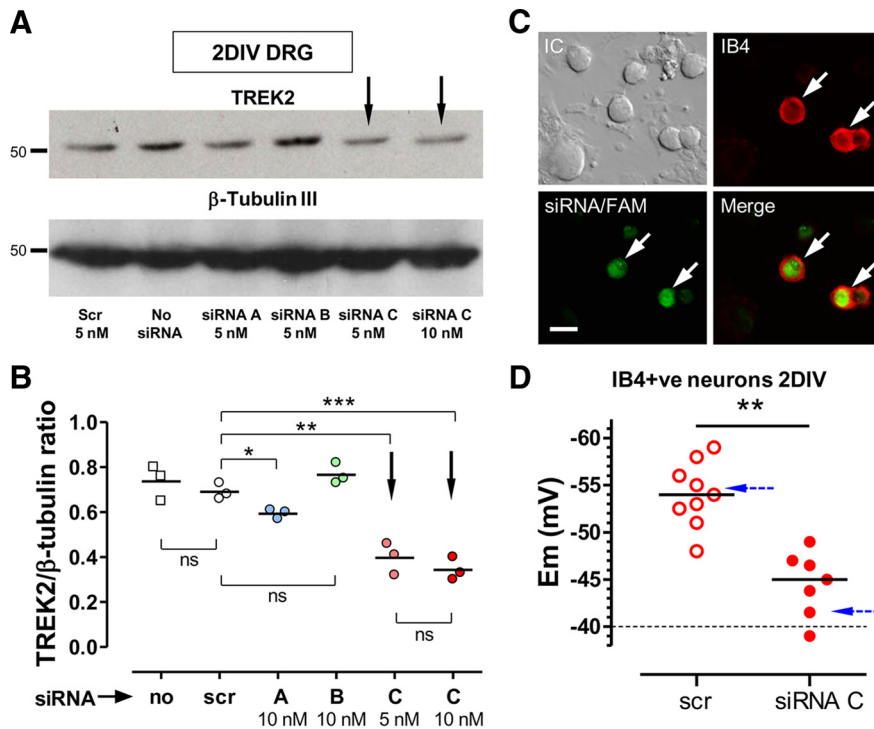 A
2DIV DRG
TREK2
50
β-Tubulin III
50
Scr No siRNA A siRNA B siRNA C siRNA C
5 nM siRNA 5 nM 5 nM 5 nM 10 nM
B
TREK2/β-tubulin ratio
1.0
0.8
0.6
0.4
0.2
0.0
***
**
*
ns
ns
ns
siRNA no scr A B C C
10 nM 10 nM 5 nM 10 nM
C
IC
IB4
siRNA/FAM
Merge
D
IB4+ve neurons 2DIV
**
Em (mV)
-60
-55
-50
-45
-40
scr siRNA C